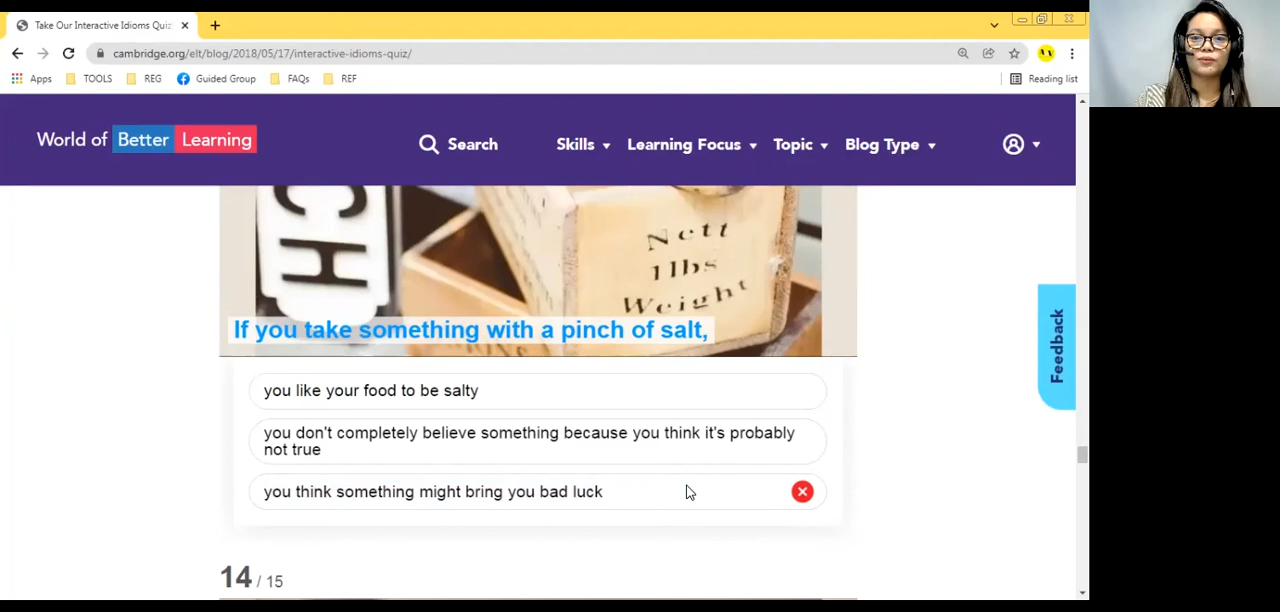 Take Our Interactive Idioms Quiz
cambridge.org/elt/blog/2018/05/17/interactive-idioms-quiz/
Apps TOOLS REG Guided Group FAQs REF Reading list
World of Better Learning Search Skills Learning Focus Topic Blog Type
CH
Nett
1lbs
Weight
If you take something with a pinch of salt,
Feedback
you like your food to be salty
you don't completely believe something because you think it's probably
not true
you think something might bring you bad luck
14 / 15